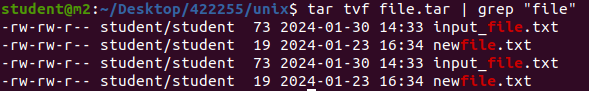 student@m2:~/Desktop/422255/unix$ tar tvf file.tar | grep "file"
-rw-rw-r-- student/student  73 2024-01-30 14:33 input_file.txt
-rw-rw-r-- student/student  19 2024-01-23 16:34 newfile.txt
-rw-rw-r-- student/student  73 2024-01-30 14:33 input_file.txt
-rw-rw-r-- student/student  19 2024-01-23 16:34 newfile.txt